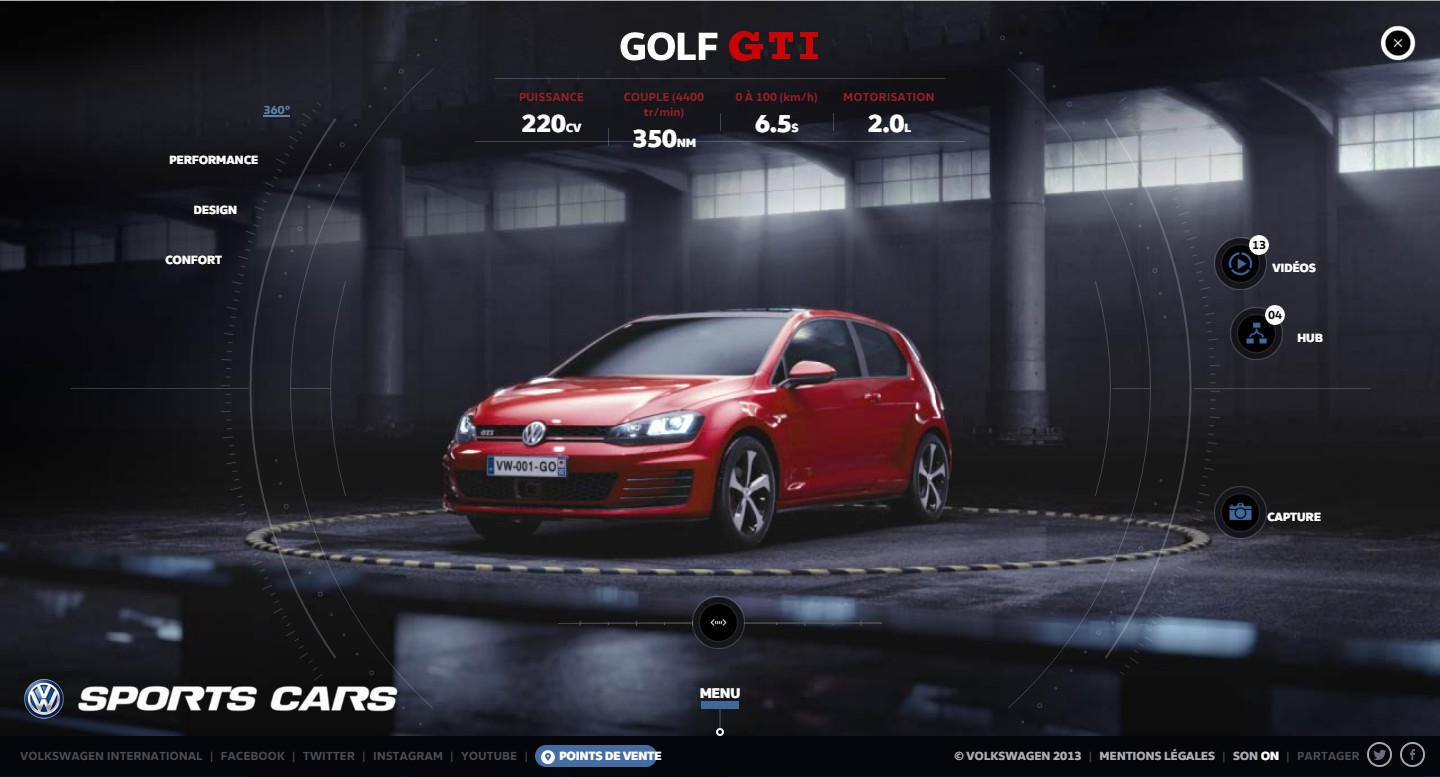 GOLF GTI
PUISSANCE
220CV
COUPLE (4400
tr/min)
350NM
0 À 100 (km/h)
6.5S
MOTORISATION
2.0L
360°
PERFORMANCE
DESIGN
CONFORT
13
VIDÉOS
04
HUB
GTI
VW-001-GO
CAPTURE
SPORTS CARS
MENU
VOLKSWAGEN INTERNATIONAL | FACEBOOK | TWITTER | INSTAGRAM | YOUTUBE | POINTS DE VENTE
© VOLKSWAGEN 2013 | MENTIONS LÉGALES | SON ON | PARTAGER